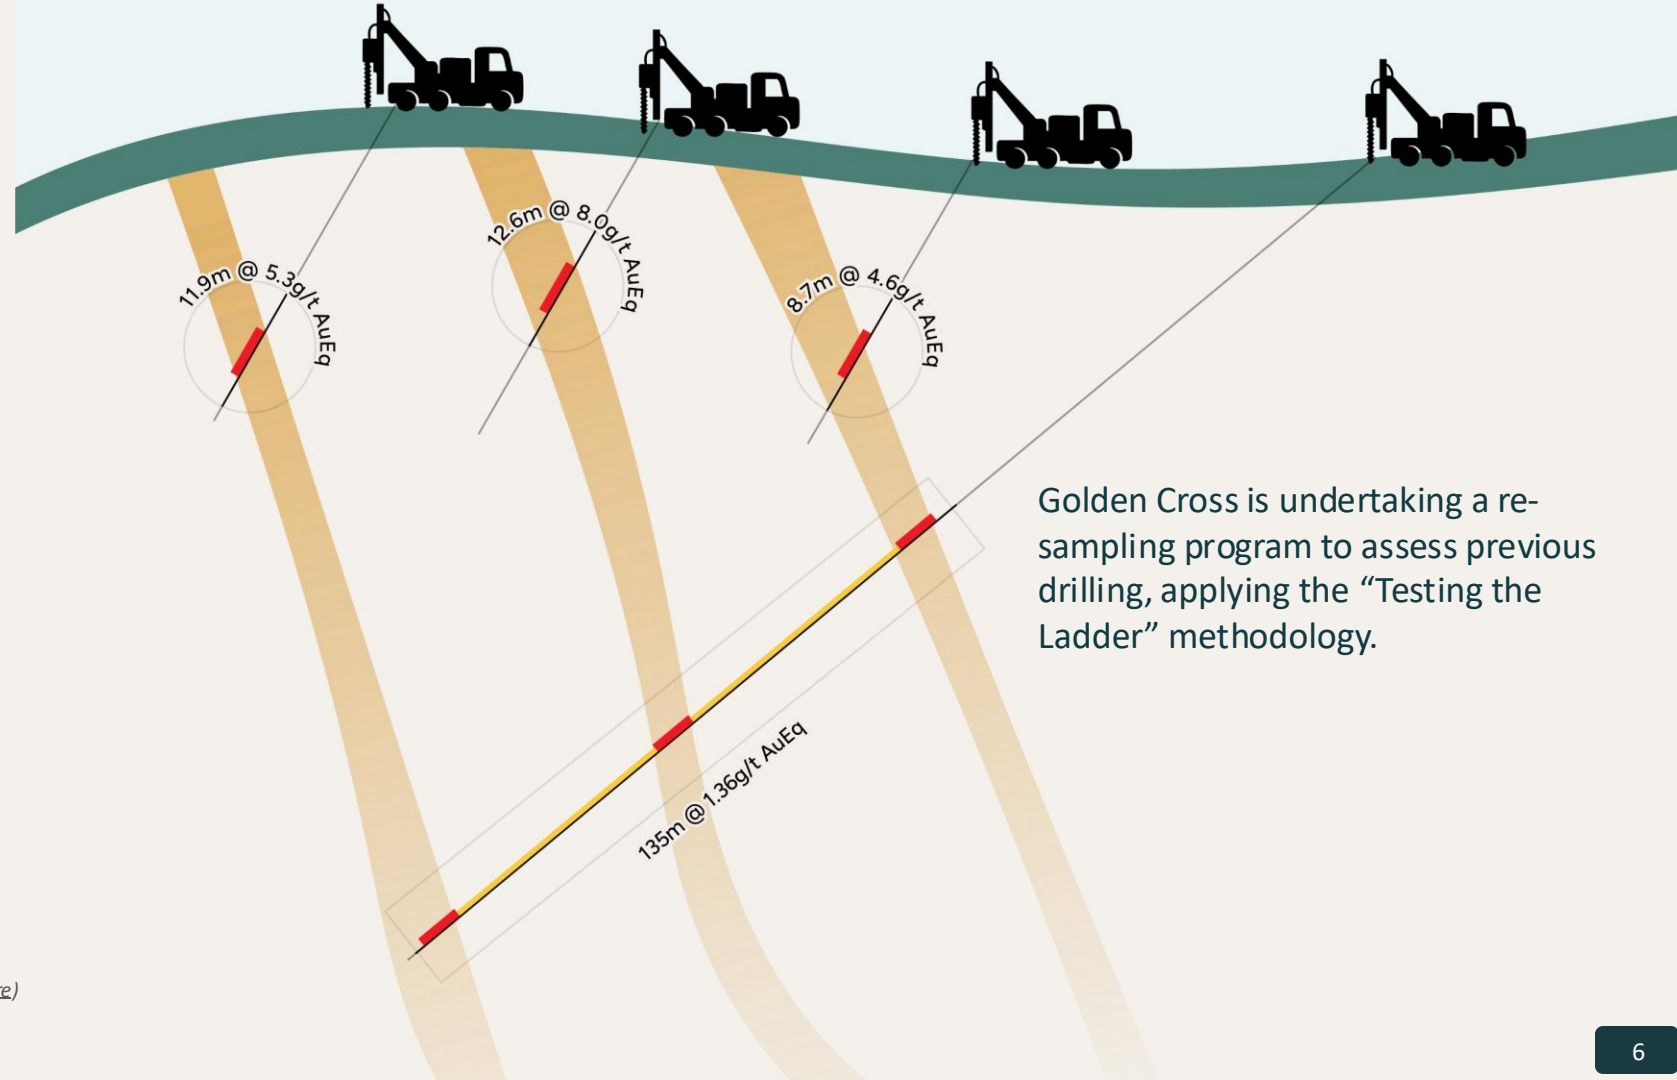 12.6m @ 8.0g/t AuEq
11.9m @ 5.3g/t AuEq
8.7m @ 4.6g/t AuEq
Golden Cross is undertaking a re-
sampling program to assess previous
drilling, applying the “Testing the
Ladder” methodology.
135m @ 1.36g/t AuEq
e)
6